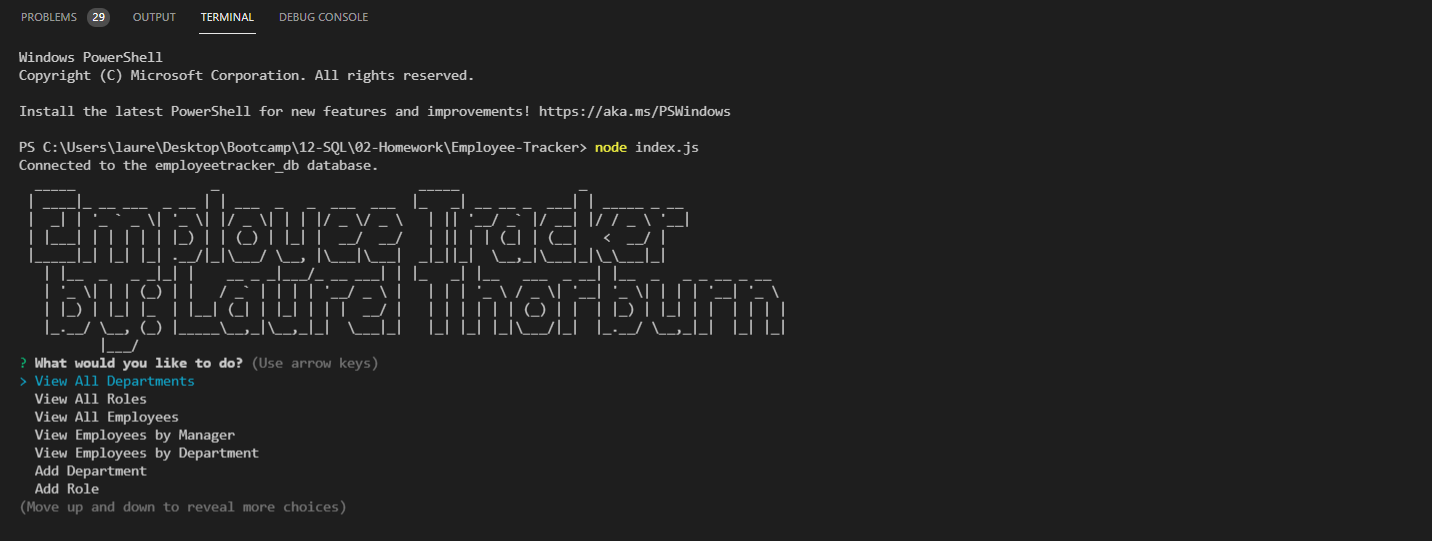 PROBLEMS 29 OUTPUT TERMINAL DEBUG CONSOLE
Windows PowerShell
Copyright (C) Microsoft Corporation. All rights reserved.
Install the latest PowerShell for new features and improvements! https://aka.ms/PSWindows
PS C:\Users\laure\Desktop\Bootcamp\12-SQL\02-Homework\Employee-Tracker> node index.js
Connected to the employeetracker_db database.
Employee Tracker
by: Laurel Thorburn
? What would you like to do? (Use arrow keys)
> View All Departments
View All Roles
View All Employees
View Employees by Manager
View Employees by Department
Add Department
Add Role
(Move up and down to reveal more choices)